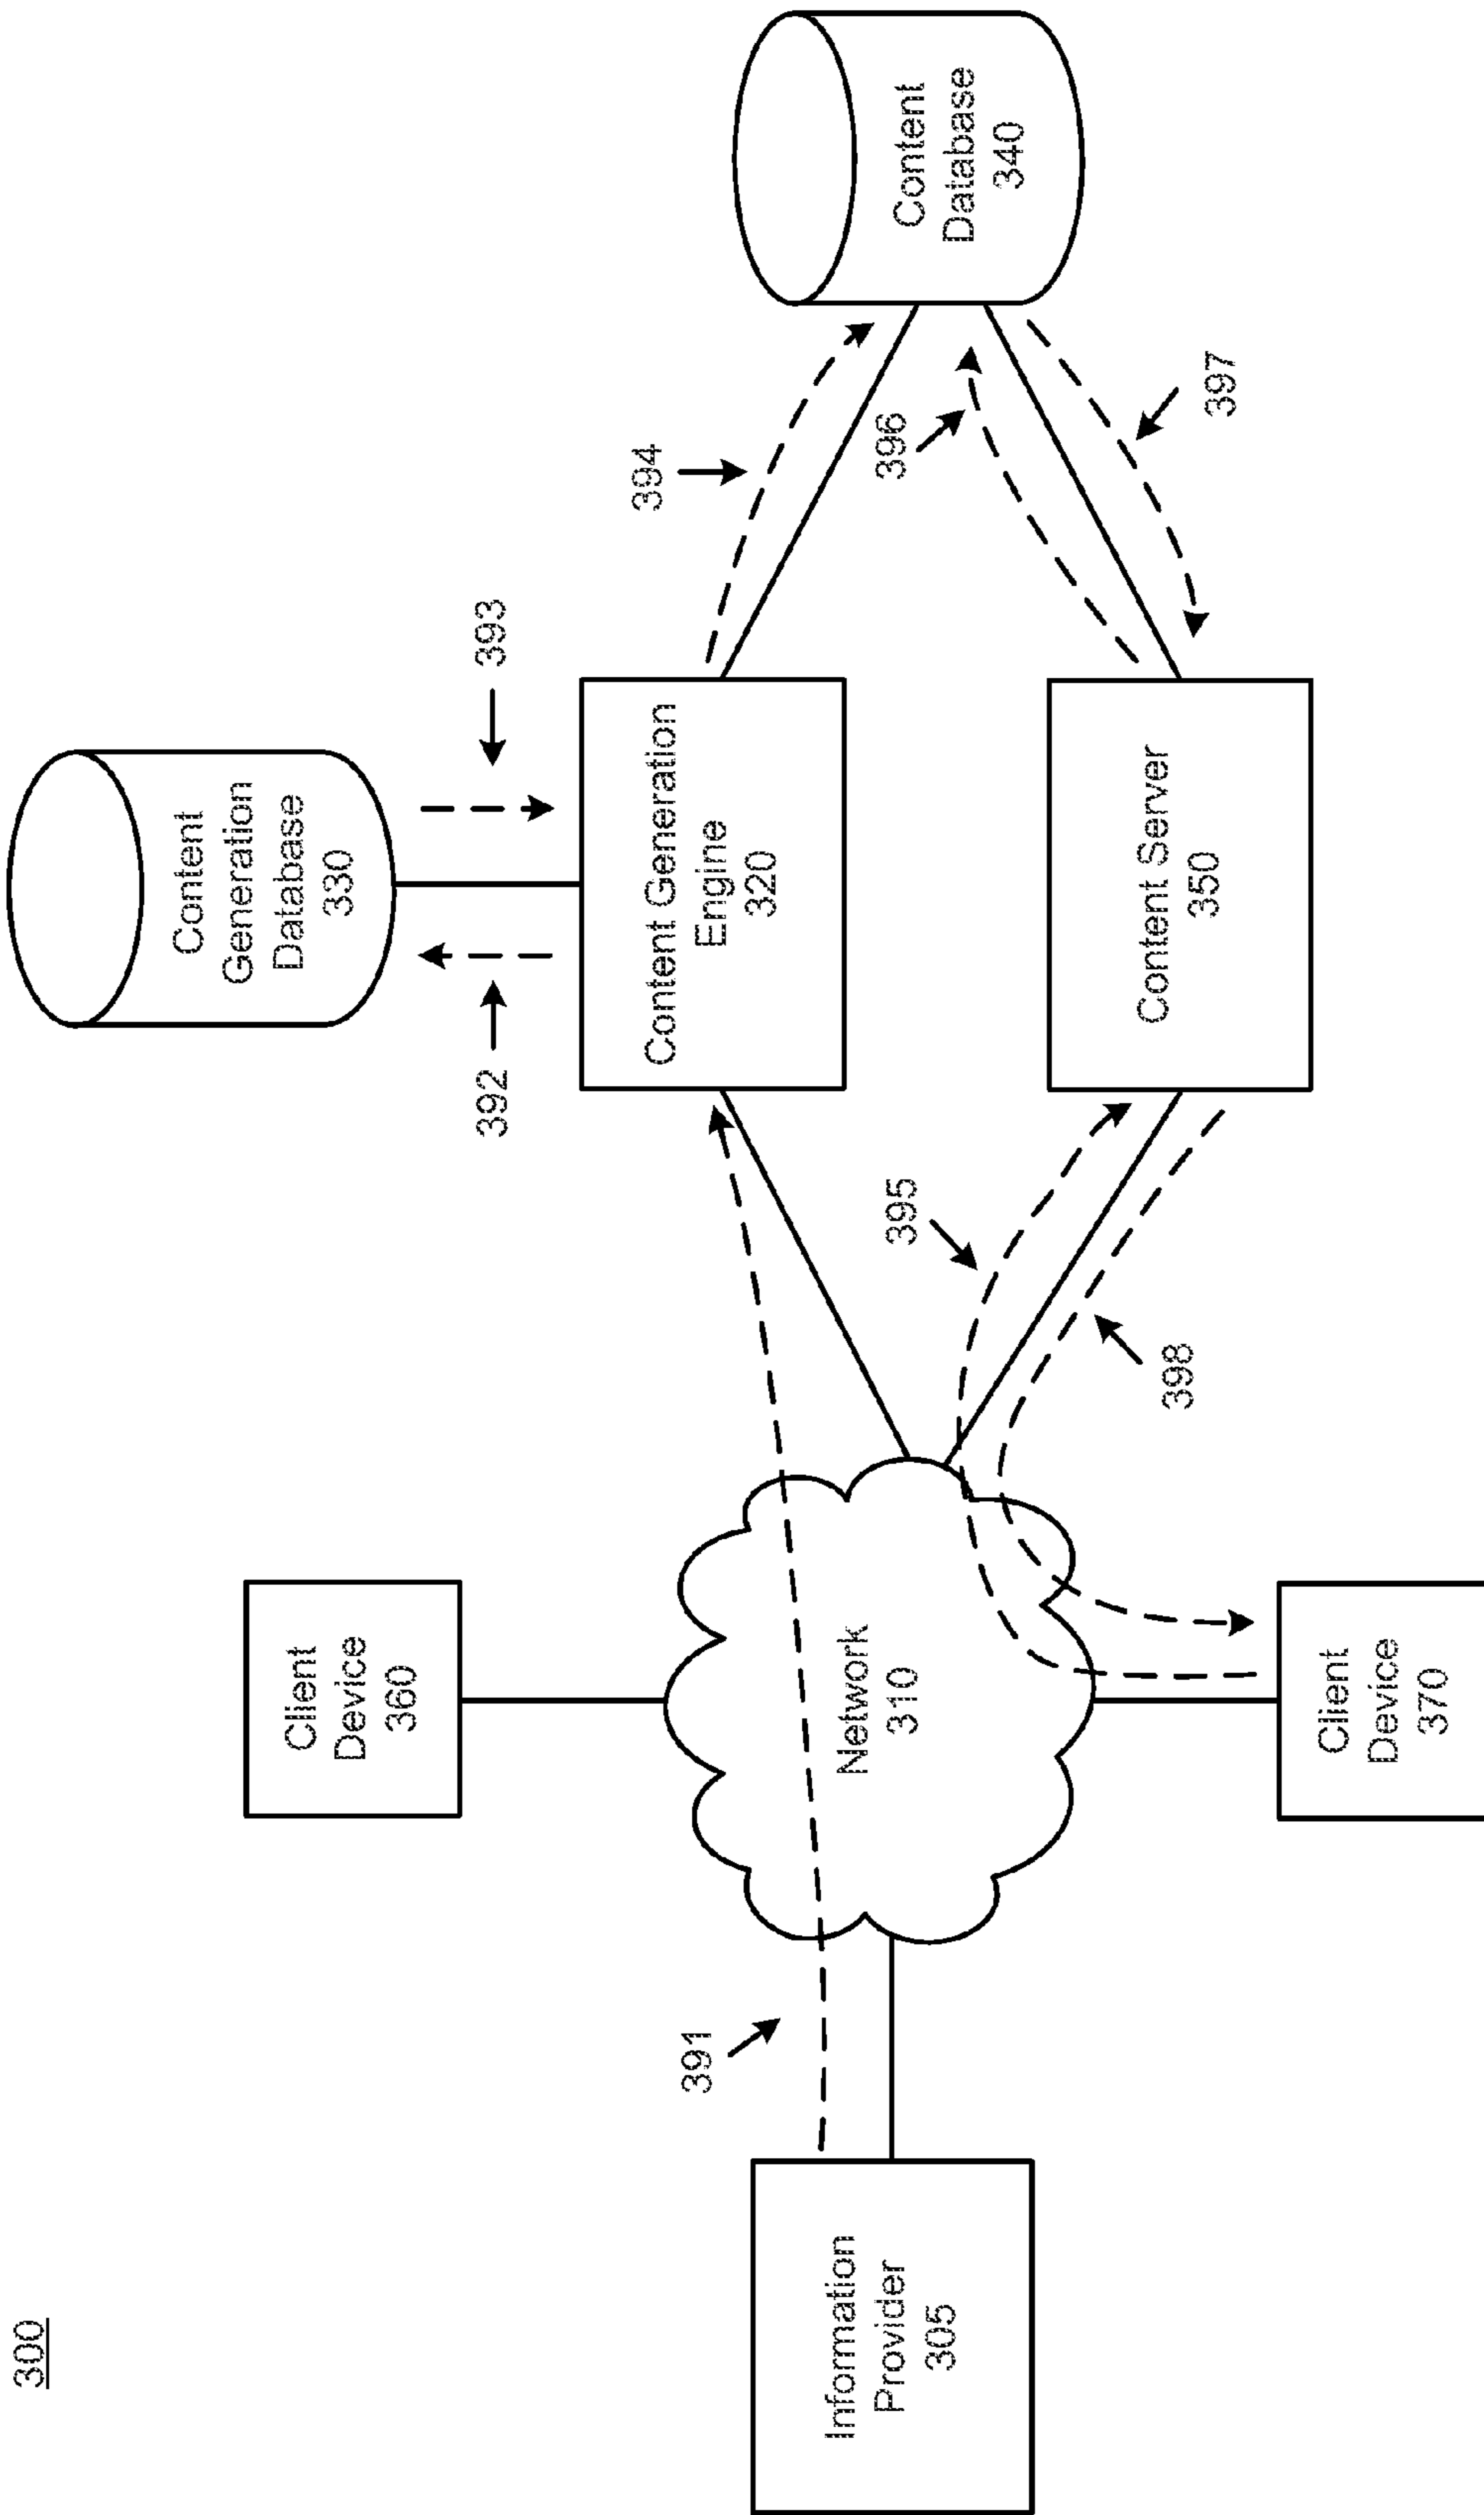 300
Information
Provider
305
391
Client
Device
360
Network
310
Client
Device
370
395
398
392
393
Content
Generation
Database
330
Content Generation
Engine
320
Content Server
350
394
396
397
Content
Database
340